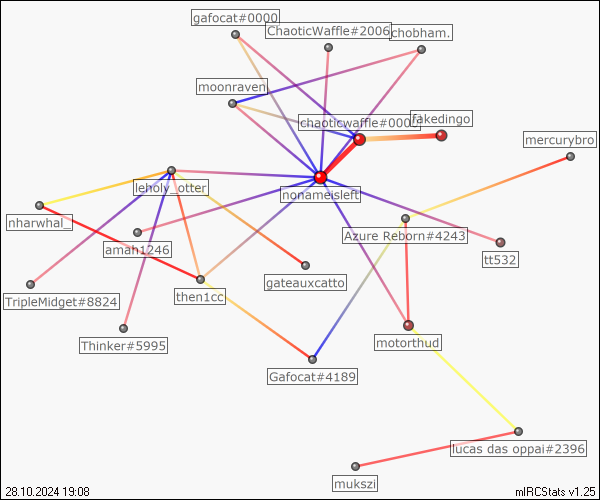 gafocat#0000
ChaoticWaffle#2006
chobham.
moonraven
chaoticwaffle#0000
fakedingo
mercurybro
leholy_otter
nonameisleft
nharwhal_
Azure Reborn#4243
amah1246
tt532
gateauxcatto
TripleMidget#8824
then1cc
Thinker#5995
motorthud
Gafocat#4189
lucas das oppai#2396
mukszi
28.10.2024 19:08
mIRCStats v1.25